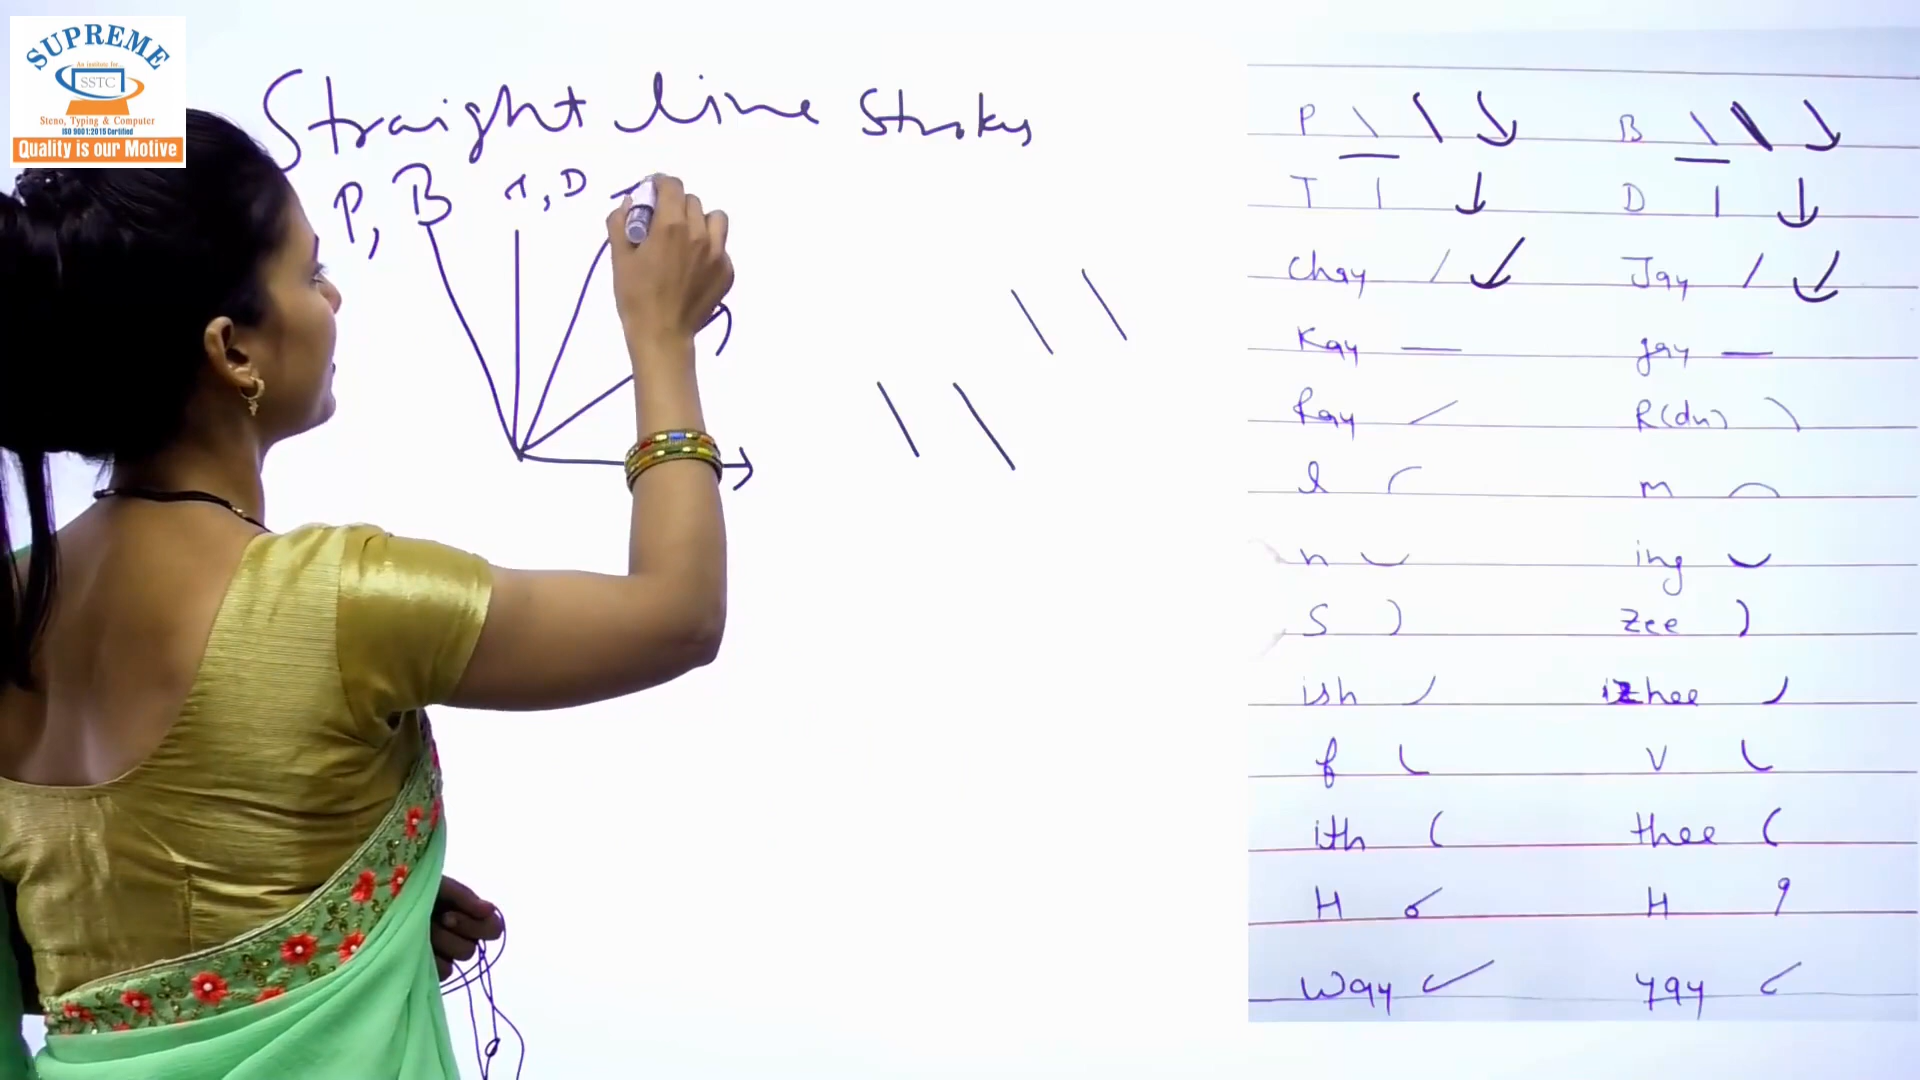 SUPREME
An institute for...
SSTC
Steno, Typing & Computer
ISO 9001:2015 Certified
Quality is our Motive
Straight line Strokes
P, B T, D
P B
T D
Chay Jay
Kay gay
Ray R(dn)
l m
n ing
S Zee
ish izhee
f v
ith thee
H H
Way Yay